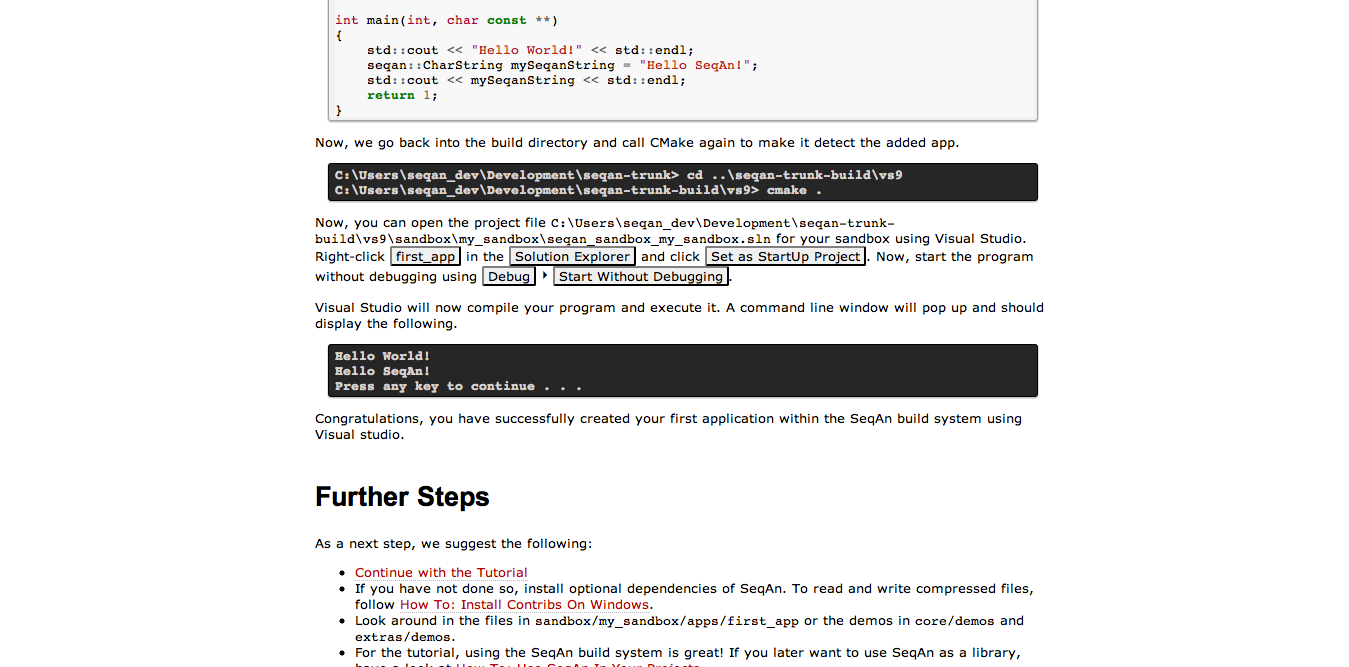 int main(int, char const **)
{
    std::cout << "Hello World!" << std::endl;
    seqan::CharString mySeqanString = "Hello SeqAn!";
    std::cout << mySeqanString << std::endl;
    return 1;
}
Now, we go back into the build directory and call CMake again to make it detect the added app.
C:\Users\seqan_dev\Development\seqan-trunk> cd ..\seqan-trunk-build\vs9
C:\Users\seqan_dev\Development\seqan-trunk-build\vs9> cmake .
Now, you can open the project file C:\Users\seqan_dev\Development\seqan-trunk-
build\vs9\sandbox\my_sandbox\seqan_sandbox_my_sandbox.sln for your sandbox using Visual Studio.
Right-click first_app in the Solution Explorer and click Set as StartUp Project. Now, start the program
without debugging using Debug ‣ Start Without Debugging.
Visual Studio will now compile your program and execute it. A command line window will pop up and should
display the following.
Hello World!
Hello SeqAn!
Press any key to continue . . .
Congratulations, you have successfully created your first application within the SeqAn build system using
Visual studio.
Further Steps
As a next step, we suggest the following:
• Continue with the Tutorial
• If you have not done so, install optional dependencies of SeqAn. To read and write compressed files,
follow How To: Install Contribs On Windows.
• Look around in the files in sandbox/my_sandbox/apps/first_app or the demos in core/demos and
extras/demos.
• For the tutorial, using the SeqAn build system is great! If you later want to use SeqAn as a library,
have a look at How To: Use SeqAn In Your Projects.